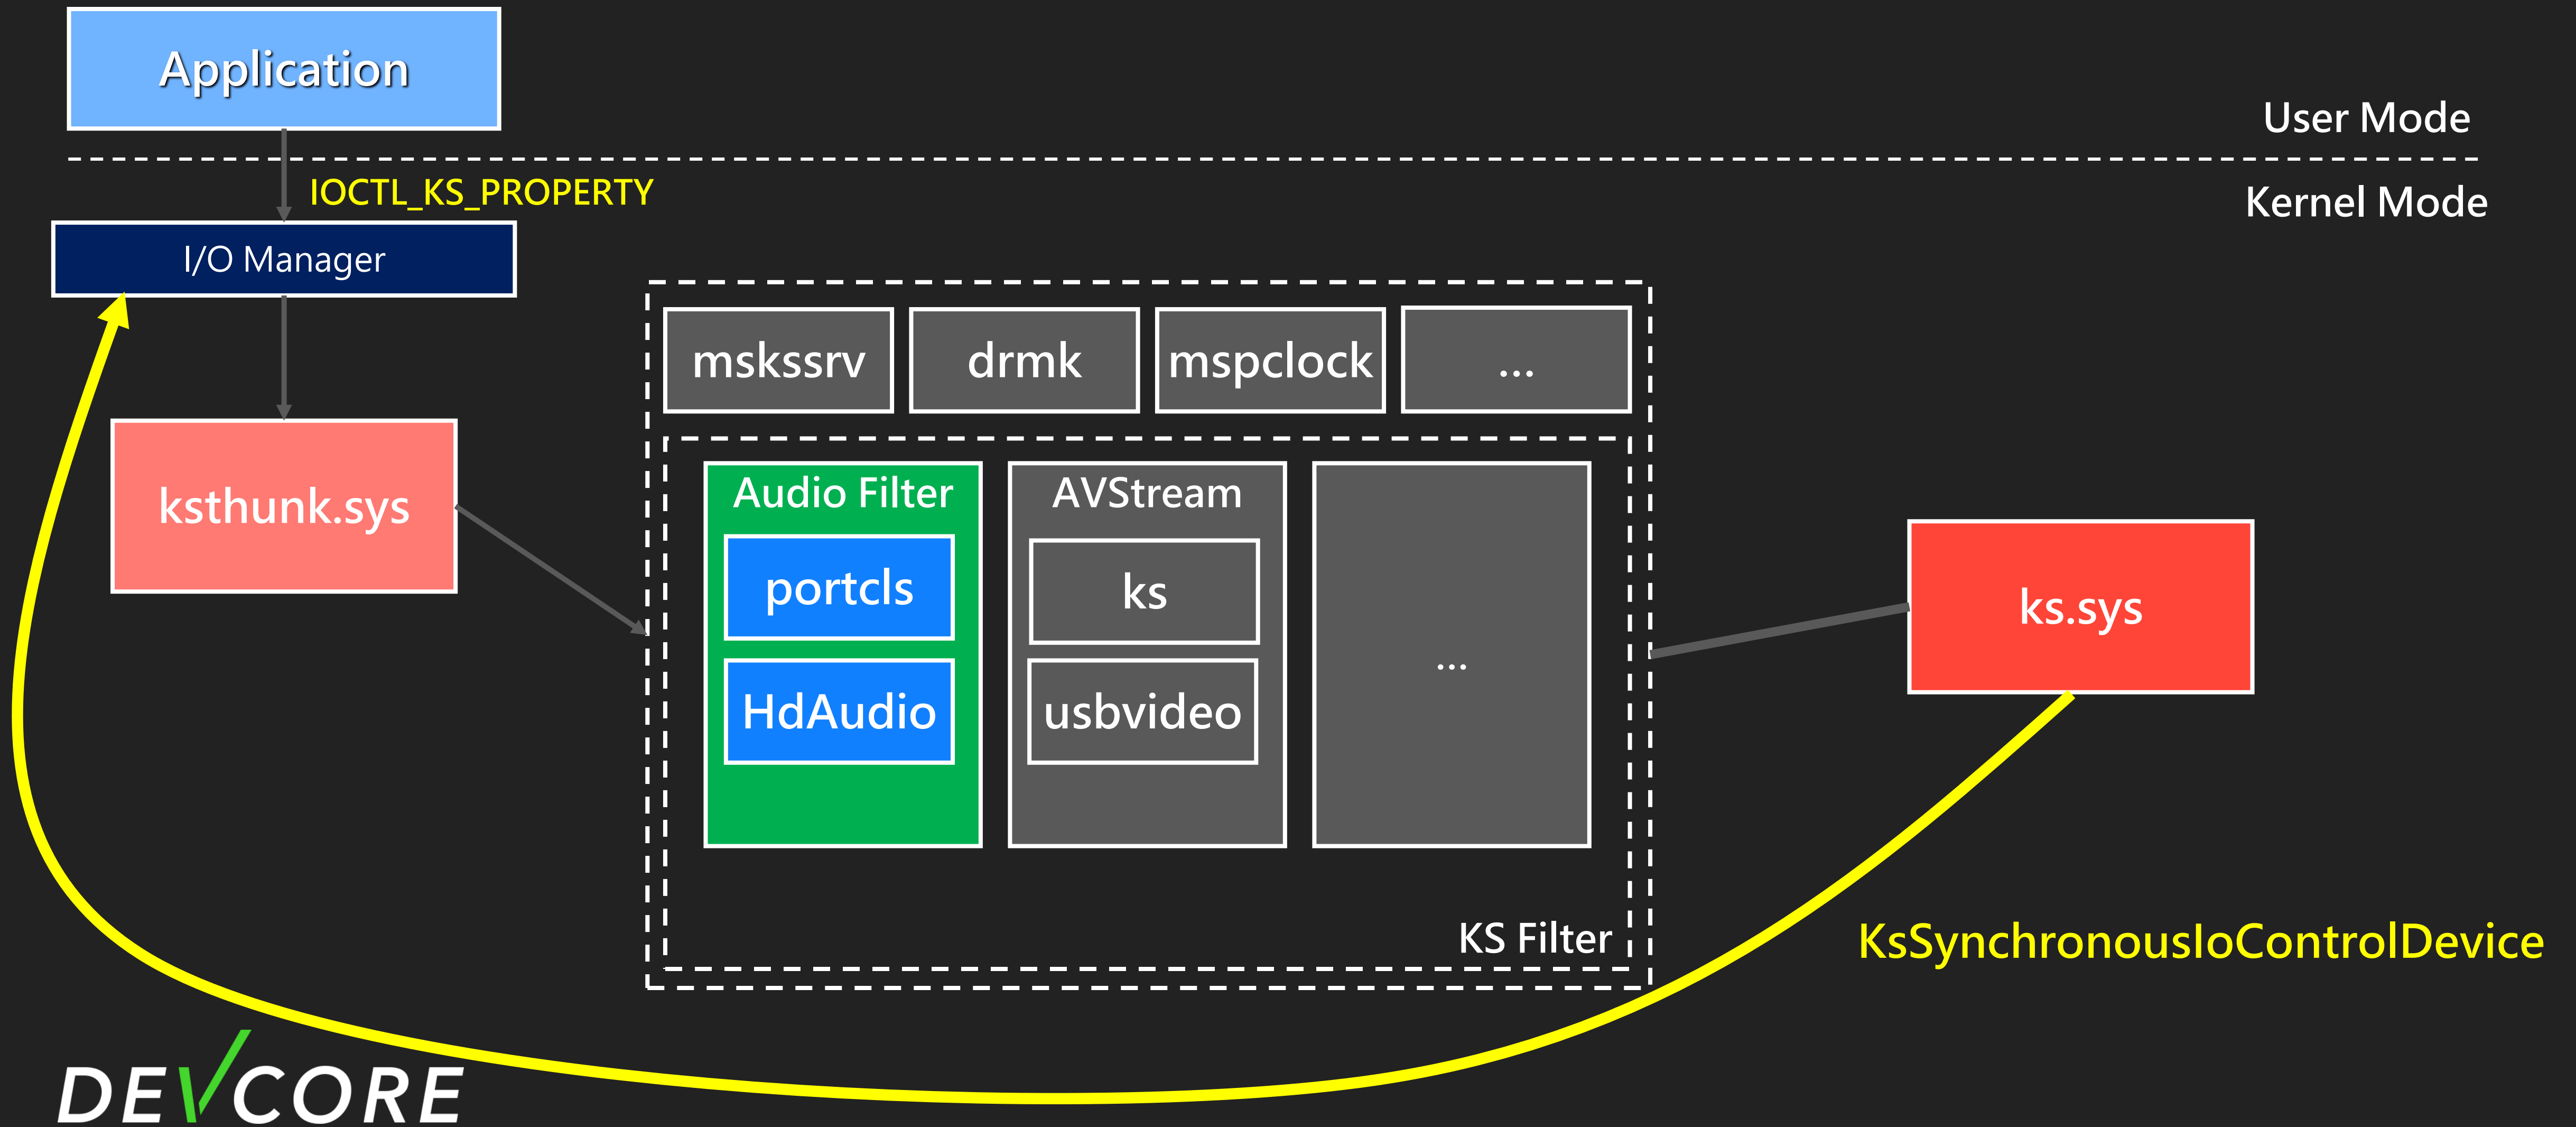 Application
User Mode
IOCTL_KS_PROPERTY
Kernel Mode
I/O Manager
mskssrv
drmk
mspclock
...
ksthunk.sys
Audio Filter
portcls
HdAudio
AVStream
ks
usbvideo
...
KS Filter
ks.sys
KsSynchronousIoControlDevice
DEVCORE